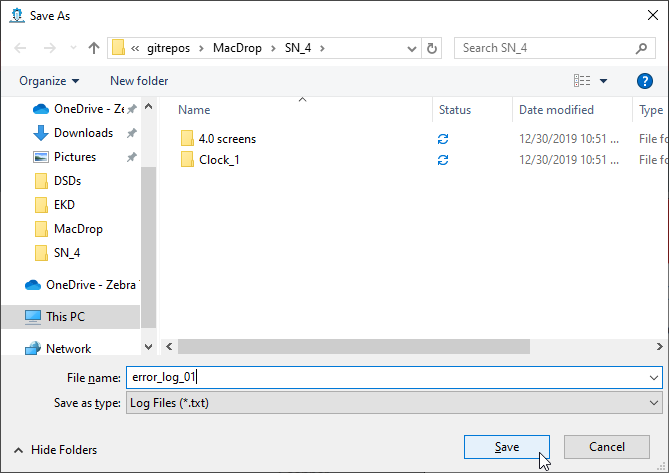 Save As
« gitrepos > MacDrop > SN_4 >
Search SN_4
Organize
New folder
?
Name
Status
Date modified
Type
OneDrive - Ze
Downloads
Pictures
DSDs
EKD
MacDrop
SN_4
OneDrive - Zebra
This PC
Network
4.0 screens
12/30/2019 10:51 ...
File fo
Clock_1
12/30/2019 10:51 ...
File fo
File name:
error_log_01
Save as type:
Log Files (*.txt)
Hide Folders
Save
Cancel